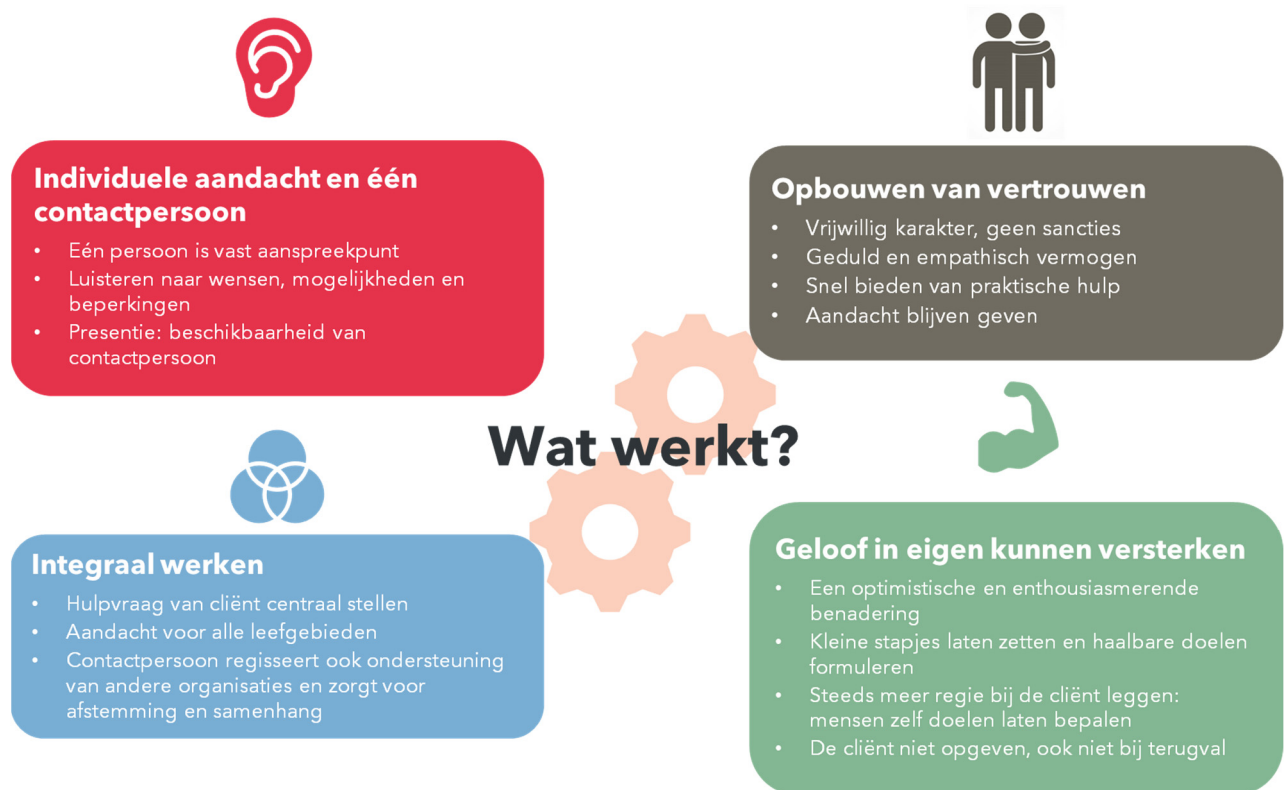 Individuele aandacht en één
contactpersoon
• Eén persoon is vast aanspreekpunt
• Luisteren naar wensen, mogelijkheden en
beperkingen
• Presentie: beschikbaarheid van
contactpersoon
Opbouwen van vertrouwen
• Vrijwillig karakter, geen sancties
• Geduld en empathisch vermogen
• Snel bieden van praktische hulp
• Aandacht blijven geven
Wat werkt?
Integraal werken
• Hulpvraag van cliënt centraal stellen
• Aandacht voor alle leefgebieden
• Contactpersoon regisseert ook ondersteuning
van andere organisaties en zorgt voor
afstemming en samenhang
Geloof in eigen kunnen versterken
• Een optimistische en enthousiasmerende
benadering
• Kleine stapjes laten zetten en haalbare doelen
formuleren
• Steeds meer regie bij de cliënt leggen:
mensen zelf doelen laten bepalen
• De cliënt niet opgeven, ook niet bij terugval